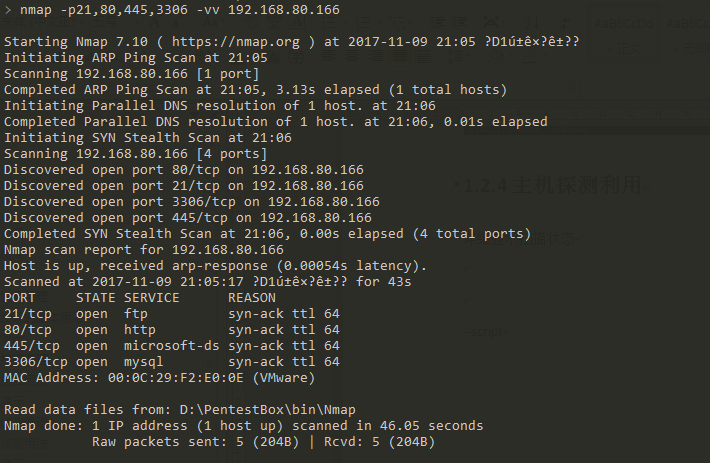 > nmap -p21,80,445,3306 -vv 192.168.80.166
Starting Nmap 7.10 ( https://nmap.org ) at 2017-11-09 21:05 ?D1ú±ê×?ê±??
Initiating ARP Ping Scan at 21:05
Scanning 192.168.80.166 [1 port]
Completed ARP Ping Scan at 21:05, 3.13s elapsed (1 total hosts)
Initiating Parallel DNS resolution of 1 host. at 21:06
Completed Parallel DNS resolution of 1 host. at 21:06, 0.01s elapsed
Initiating SYN Stealth Scan at 21:06
Scanning 192.168.80.166 [4 ports]
Discovered open port 80/tcp on 192.168.80.166
Discovered open port 21/tcp on 192.168.80.166
Discovered open port 3306/tcp on 192.168.80.166
Discovered open port 445/tcp on 192.168.80.166
Completed SYN Stealth Scan at 21:06, 0.00s elapsed (4 total ports)
Nmap scan report for 192.168.80.166
Host is up, received arp-response (0.00054s latency).
Scanned at 2017-11-09 21:05:17 ?D1ú±ê×?ê±?? for 43s
PORT     STATE SERVICE      REASON
21/tcp   open  ftp          syn-ack ttl 64
80/tcp   open  http         syn-ack ttl 64
445/tcp  open  microsoft-ds syn-ack ttl 64
3306/tcp open  mysql        syn-ack ttl 64
MAC Address: 00:0C:29:F2:E0:0E (VMware)
Read data files from: D:\PentestBox\bin\Nmap
Nmap done: 1 IP address (1 host up) scanned in 46.05 seconds
Raw packets sent: 5 (204B) | Rcvd: 5 (204B)
1.2.4 主机探测利用